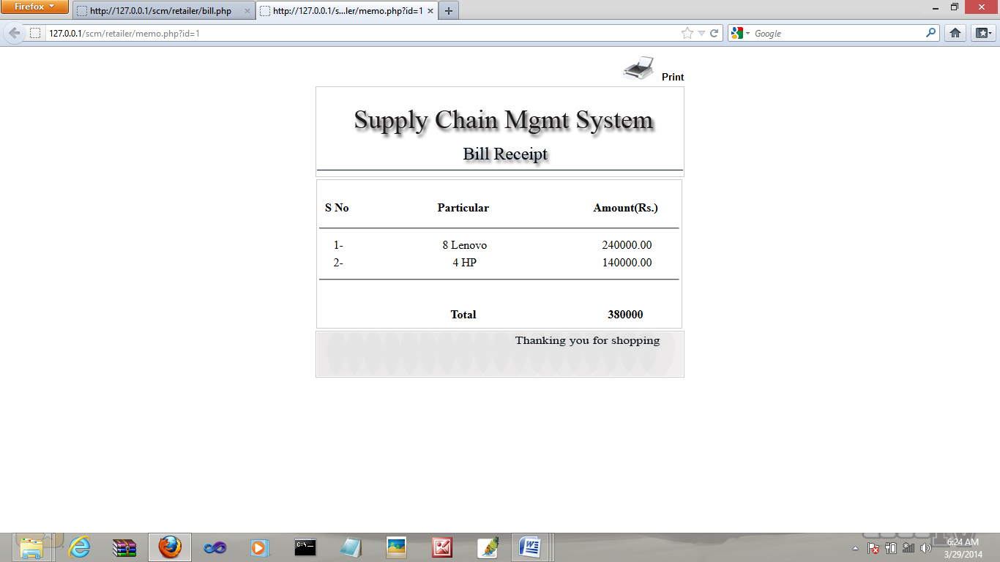 Firefox
http://127.0.0.1/scm/retailer/bill.php
http://127.0.0.1/s...ler/memo.php?id=1
127.0.0.1/scm/retailer/memo.php?id=1
Google
Print
Supply Chain Mgmt System
Bill Receipt
S No Particular Amount(Rs.)
1- 8 Lenovo 240000.00
2- 4 HP 140000.00
Total 380000
Thanking you for shopping
6:24 AM
3/29/2014